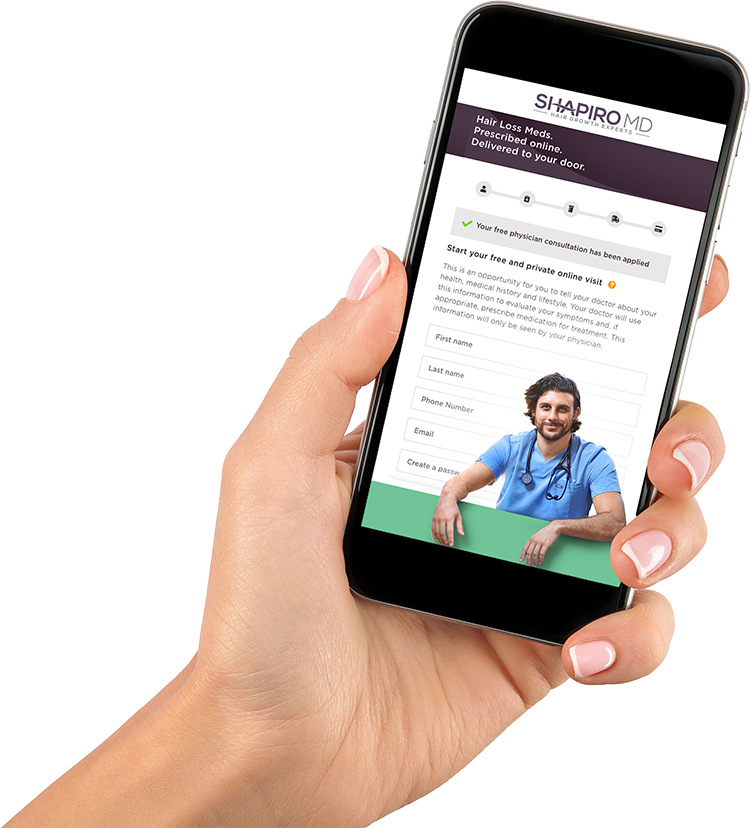 SHAPIRO MD
HAIR GROWTH EXPERTS
Hair Loss Meds.
Prescribed online.
Delivered to your door.
Your free physician consultation has been applied
Start your free and private online visit ?
This is an opportunity for you to tell your doctor about your
health, medical history and lifestyle. Your doctor will use
this information to evaluate your symptoms and, if
appropriate, prescribe medication for treatment. This
information will only be seen by your physician.
First name
Last name
Phone Number
Email
Create a passw